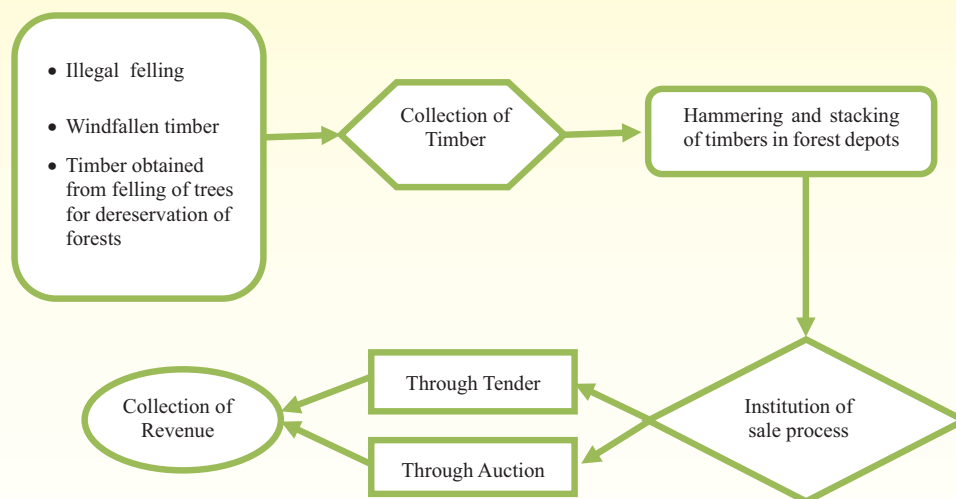 • Illegal felling
• Windfallen timber
• Timber obtained
from felling of trees
for dereservation of
forests
Collection of
Timber
Hammering and stacking
of timbers in forest depots
Institution of
sale process
Through Tender
Through Auction
Collection of
Revenue